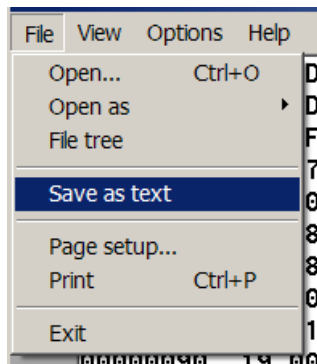 File View Options Help
Open... Ctrl+O
Open as
File tree
Save as text
Page setup...
Print Ctrl+P
Exit